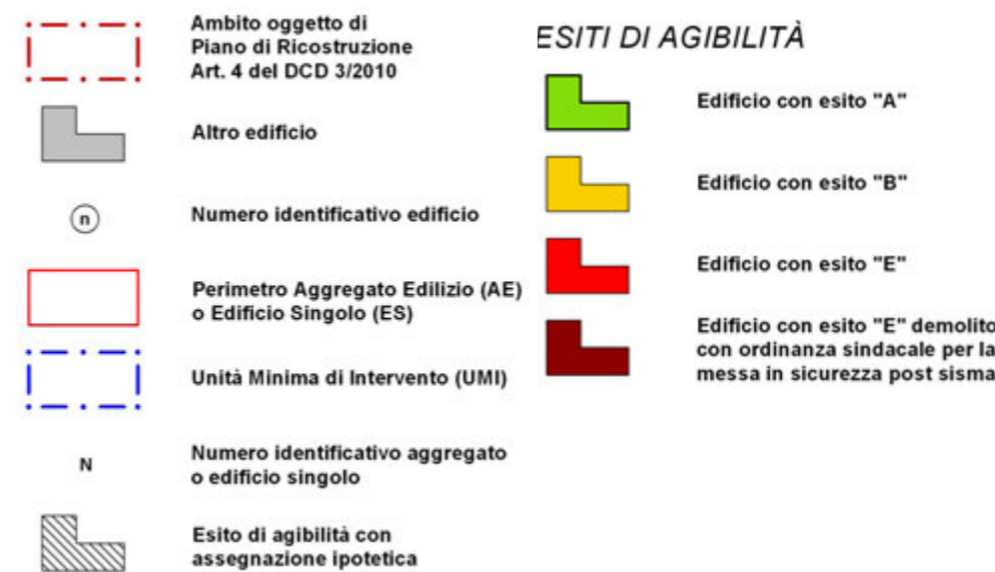 Ambito oggetto di
Piano di Ricostruzione
Art. 4 del DCD 3/2010
Altro edificio
n
Numero identificativo edificio
Perimetro Aggregato Edilizio (AE)
o Edificio Singolo (ES)
Unità Minima di Intervento (UMI)
N
Numero identificativo aggregato
o edificio singolo
Esito di agibilità con
assegnazione ipotetica
ESITI DI AGIBILITÀ
Edificio con esito "A"
Edificio con esito "B"
Edificio con esito "E"
Edificio con esito "E" demolito
con ordinanza sindacale per la
messa in sicurezza post sisma